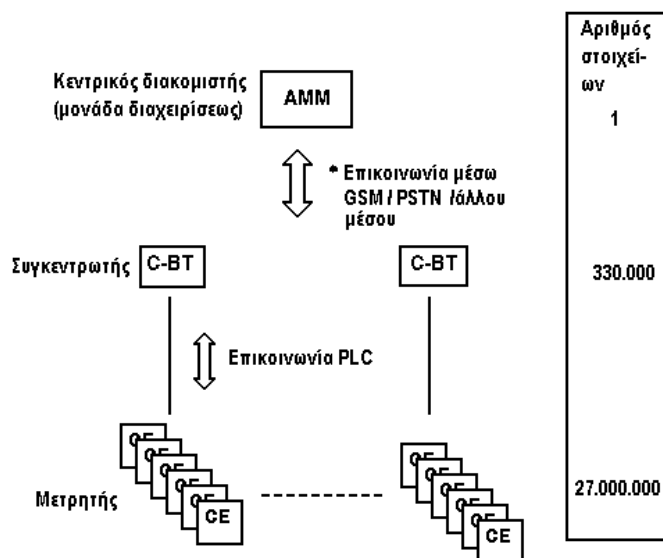 Αριθμός
στοιχεί-
ων
Κεντρικός διακομιστής
(μονάδα διαχειρίσεως)
AMM
1
* Επικοινωνία μέσω
GSM / PSTN /άλλου
μέσου
Συγκεντρωτής
C-BT
C-BT
330.000
Επικοινωνία PLC
Μετρητής
CE
CE
27.000.000